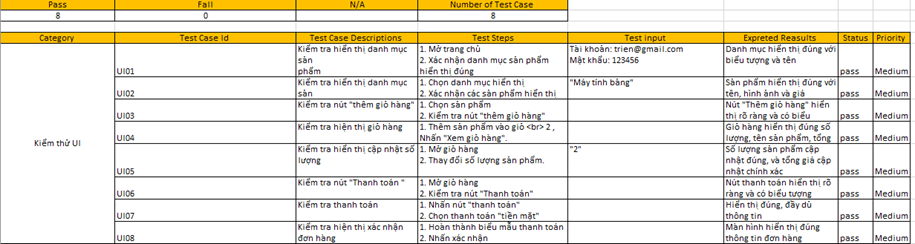 Pass Fall N/A Number of Test Case
8 0 8
Category Test Case Id Test Case Descriptions Test Steps Test input Expreted Reasults Status Priority
Kiểm thử UI
UI01 Kiểm tra hiển thị danh mục sản phẩm 1. Mở trang chủ 2. Xác nhận danh mục sản phẩm hiển thị đúng Tài khoản: trien@gmail.com Mật khẩu: 123456 Danh mục hiển thị đúng với biểu tượng và tên pass Medium
UI02 Kiểm tra hiển thị danh mục sản 1. Chọn danh mục hiển thị 2. Xác nhận các sản phẩm hiển thị "Máy tính bảng" Sản phẩm hiển thị đúng với tên, hình ảnh và giá pass Medium
UI03 Kiểm tra nút "thêm giỏ hàng" 1. Chọn sản phẩm 2. Kiểm tra nút "thêm giỏ hàng" Nút "Thêm giỏ hàng" hiển thị rõ ràng và có biểu pass Medium
UI04 Kiểm tra hiện thị giỏ hàng 1. Thêm sản phẩm vào giỏ <br> 2 , Nhấn "Xem giỏ hàng". Giỏ hàng hiển thị đúng số lượng, tên sản phẩm, tổng pass Medium
UI05 Kiểm tra hiển thị cập nhật số lượng 1. Mở giỏ hàng 2. Thay đổi số lượng sản phẩm. "2" Số lượng sản phẩm cập nhật đúng, và tổng giá cập nhật chính xác pass Medium
UI06 Kiểm tra nút "Thanh toán " 1. Mở giỏ hàng 2. Kiểm tra nút "Thanh toán" Nút thanh toán hiển thị rõ ràng và có biểu tượng pass Medium
UI07 Kiểm tra thanh toán 1. Nhấn nút "thanh toán" 2. Chọn thanh toán "tiền mặt" Hiển thị đúng, đầy đủ thông tin pass Medium
UI08 Kiểm tra hiện thị xác nhận đơn hàng 1. Hoàn thành biểu mẫu thanh toán 2. Nhấn xác nhận Màn hình hiển thị đúng thông tin đơn hàng pass Medium